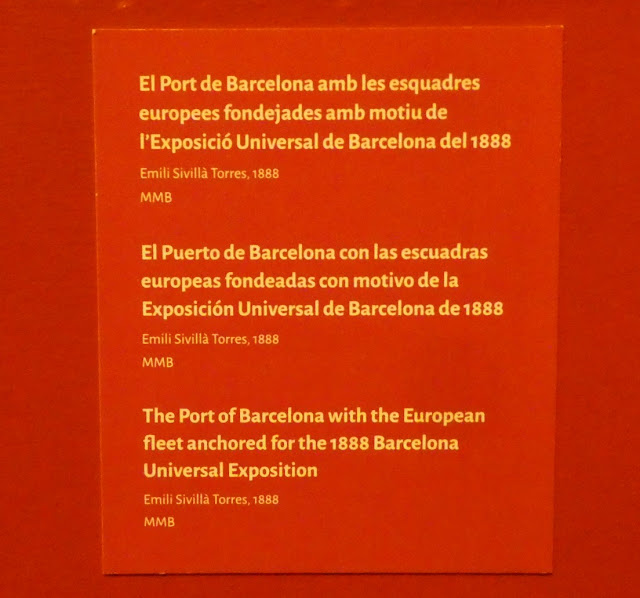 El Port de Barcelona amb les esquadres
europees fondejades amb motiu de
l'Exposició Universal de Barcelona del 1888
Emili Sivillà Torres, 1888
MMB
El Puerto de Barcelona con las escuadras
europeas fondeadas con motivo de la
Exposición Universal de Barcelona de 1888
Emili Sivillà Torres, 1888
MMB
The Port of Barcelona with the European
fleet anchored for the 1888 Barcelona
Universal Exposition
Emili Sivillà Torres, 1888
MMB